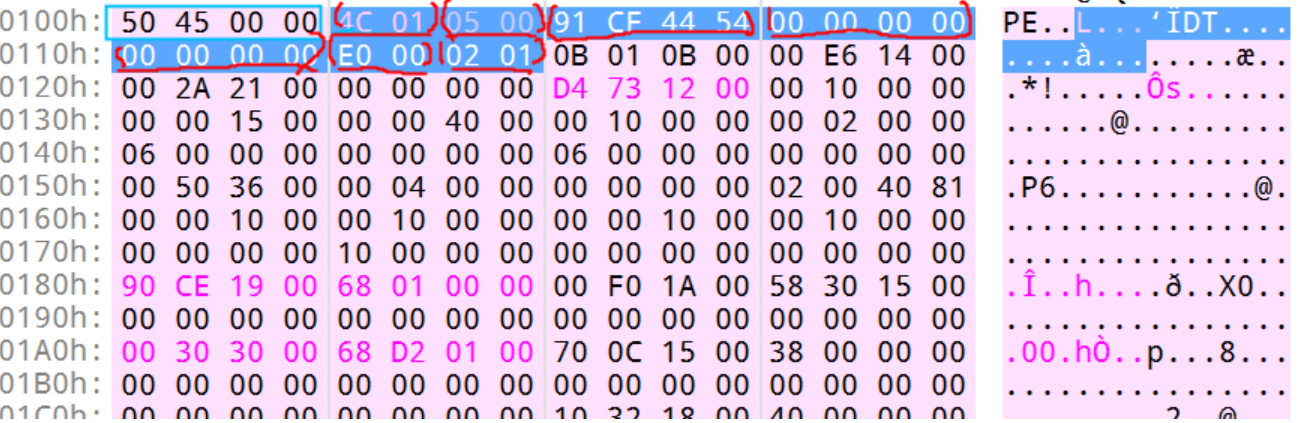 0100h: 50 45 00 00 4C 01 05 00 91 CF 44 54 00 00 00 00 PE..L...‘ÏDT....
0110h: 00 00 00 00 E0 00 02 01 0B 01 0B 00 00 E6 14 00 ....à........æ..
0120h: 00 2A 21 00 00 00 00 00 D4 73 12 00 00 10 00 00 .*!.....Ôs......
0130h: 00 00 15 00 00 00 40 00 00 10 00 00 00 02 00 00 ......@.........
0140h: 06 00 00 00 00 00 00 00 06 00 00 00 00 00 00 00 ................
0150h: 00 50 36 00 00 04 00 00 00 00 00 00 02 00 40 81 .P6...........@.
0160h: 00 00 10 00 00 10 00 00 00 00 10 00 00 10 00 00 ................
0170h: 00 00 00 00 10 00 00 00 00 00 00 00 00 00 00 00 ................
0180h: 90 CE 19 00 68 01 00 00 00 F0 1A 00 58 30 15 00 .Î..h....ð..X0..
0190h: 00 00 00 00 00 00 00 00 00 00 00 00 00 00 00 00 ................
01A0h: 00 30 30 00 68 D2 01 00 70 0C 15 00 38 00 00 00 .00.hÒ..p...8...
01B0h: 00 00 00 00 00 00 00 00 00 00 00 00 00 00 00 00 ................
01C0h: 00 00 00 00 00 00 00 00 10 32 18 00 40 00 00 00 .........2..@...